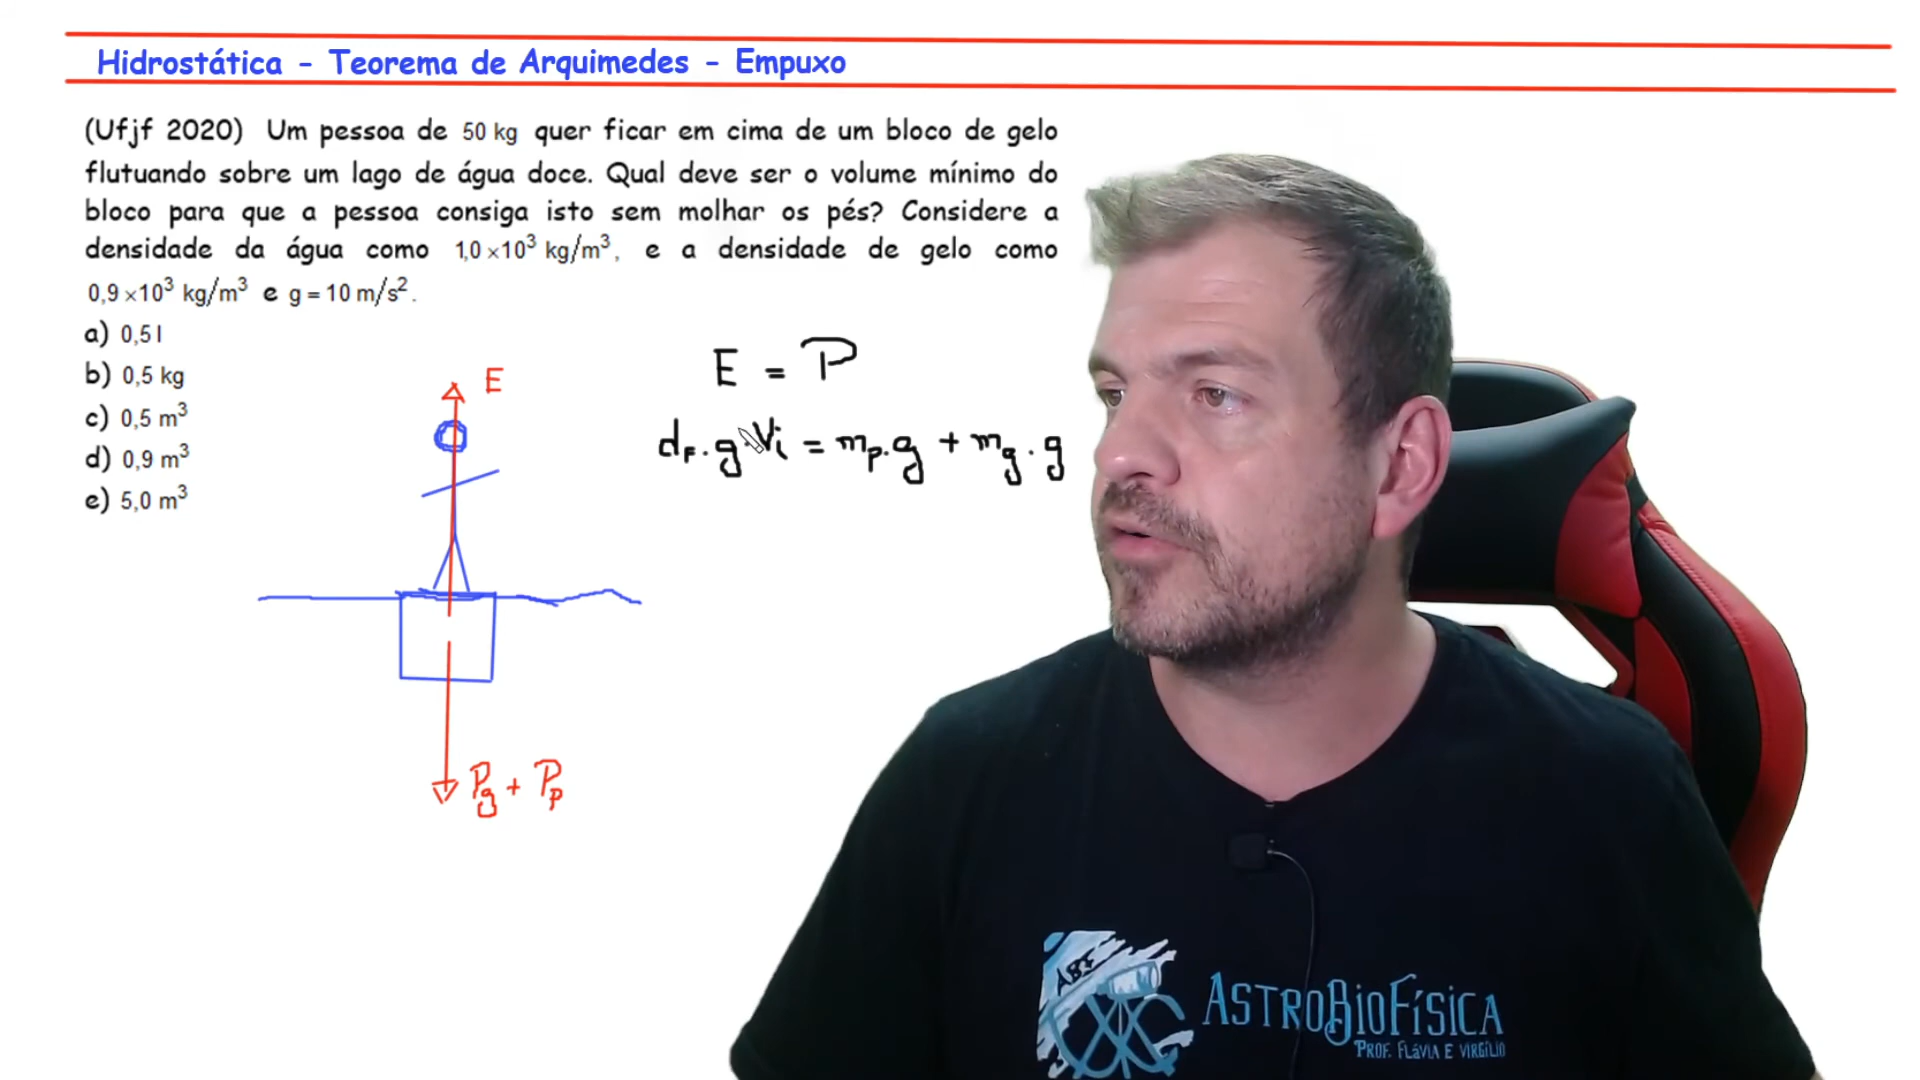 Hidrostática - Teorema de Arquimedes - Empuxo
(Ufjf 2020) Um pessoa de 50 kg quer ficar em cima de um bloco de gelo
flutuando sobre um lago de água doce. Qual deve ser o volume mínimo do
bloco para que a pessoa consiga isto sem molhar os pés? Considere a
densidade da água como 1,0 ×10³ kg/m³, e a densidade de gelo como
0,9 ×10³ kg/m³ e g = 10 m/s².
a) 0,5 l
b) 0,5 kg
c) 0,5 m³
d) 0,9 m³
e) 5,0 m³
E
E = P
dF . g . Vi = mp . g + mg . g
Pg + Pp
ABF
ASTROBIOFÍSICA
PROF. FLÁVIA E VIRGÍLIO